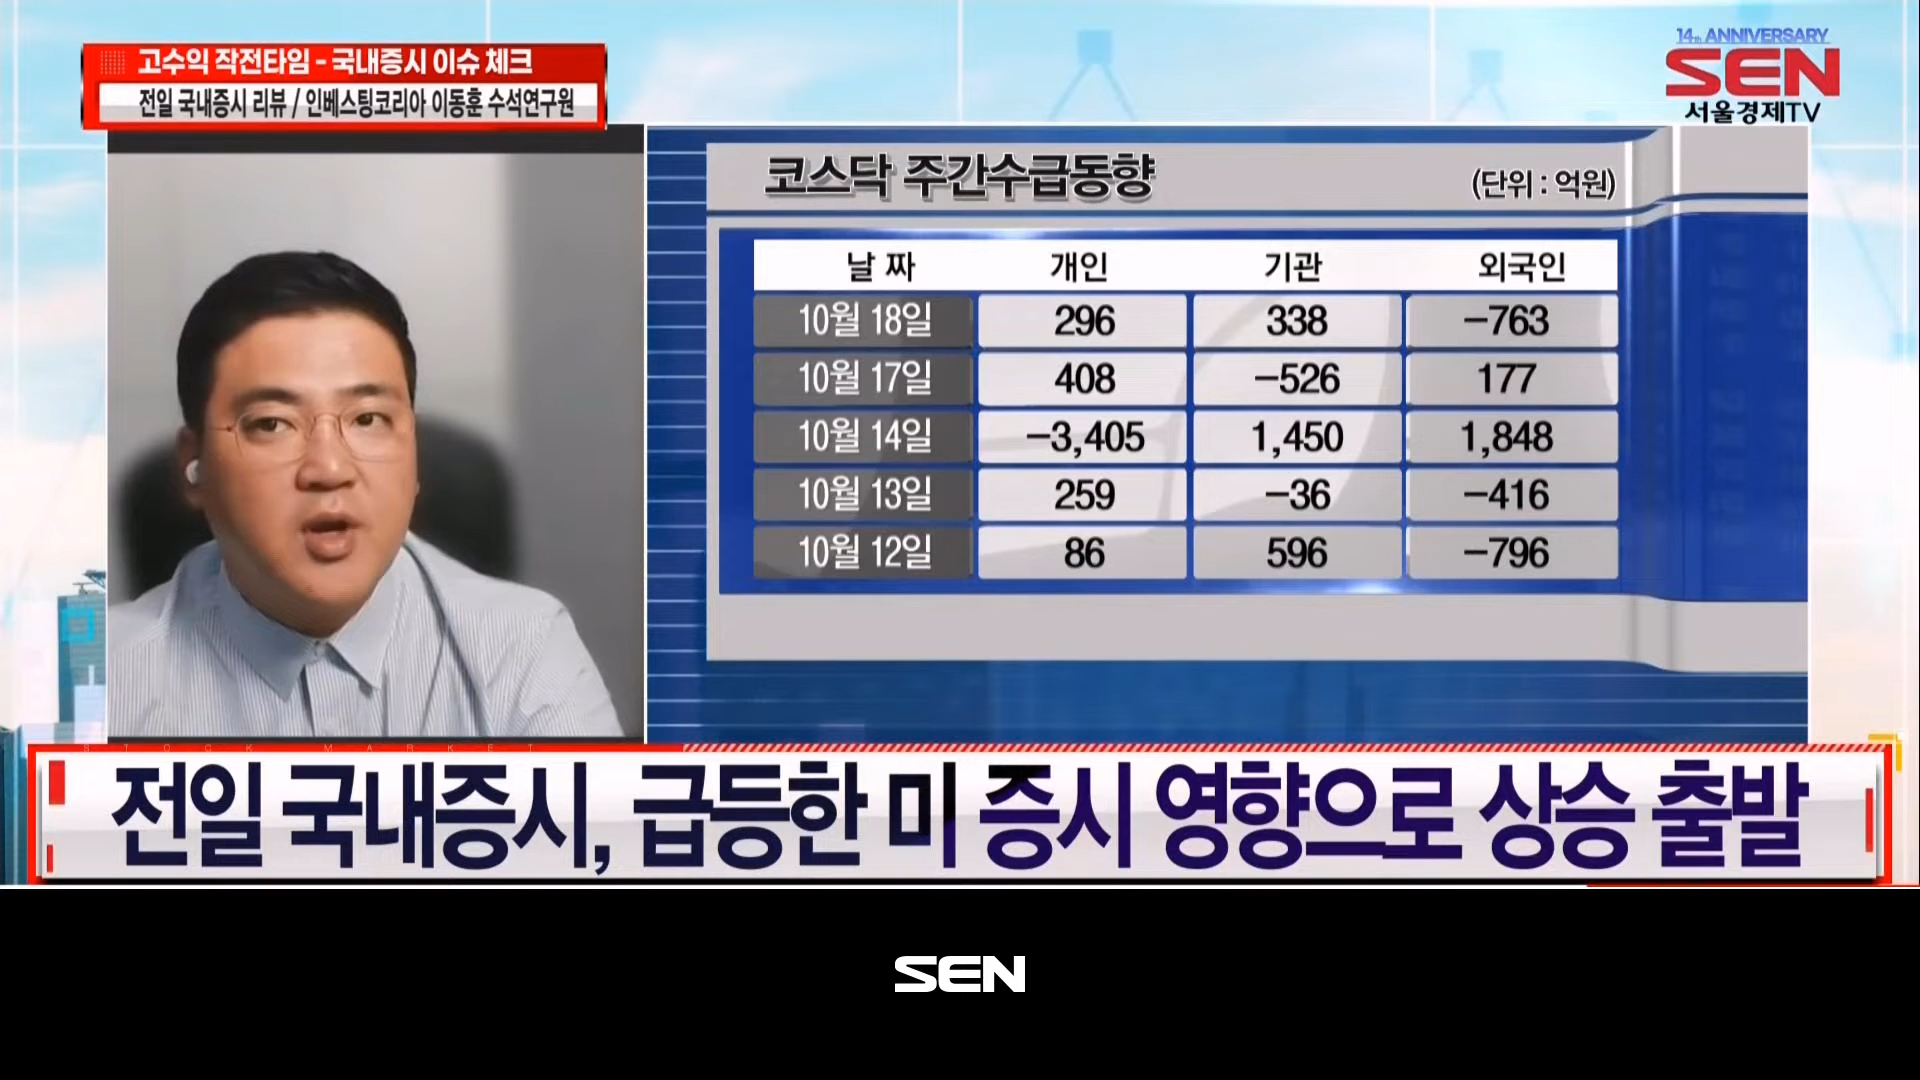 고수익 작전타임 - 국내증시 이슈 체크
전일 국내증시 리뷰 / 인베스팅코리아 이동훈 수석연구원
14th ANNIVERSARY
SEN
서울경제TV
코스닥 주간수급동향
(단위 : 억원)
날 짜 개인 기관 외국인
10월 18일 296 338 -763
10월 17일 408 -526 177
10월 14일 -3,405 1,450 1,848
10월 13일 259 -36 -416
10월 12일 86 596 -796
STOCK MARKET
전일 국내증시, 급등한 미 증시 영향으로 상승 출발
SEN